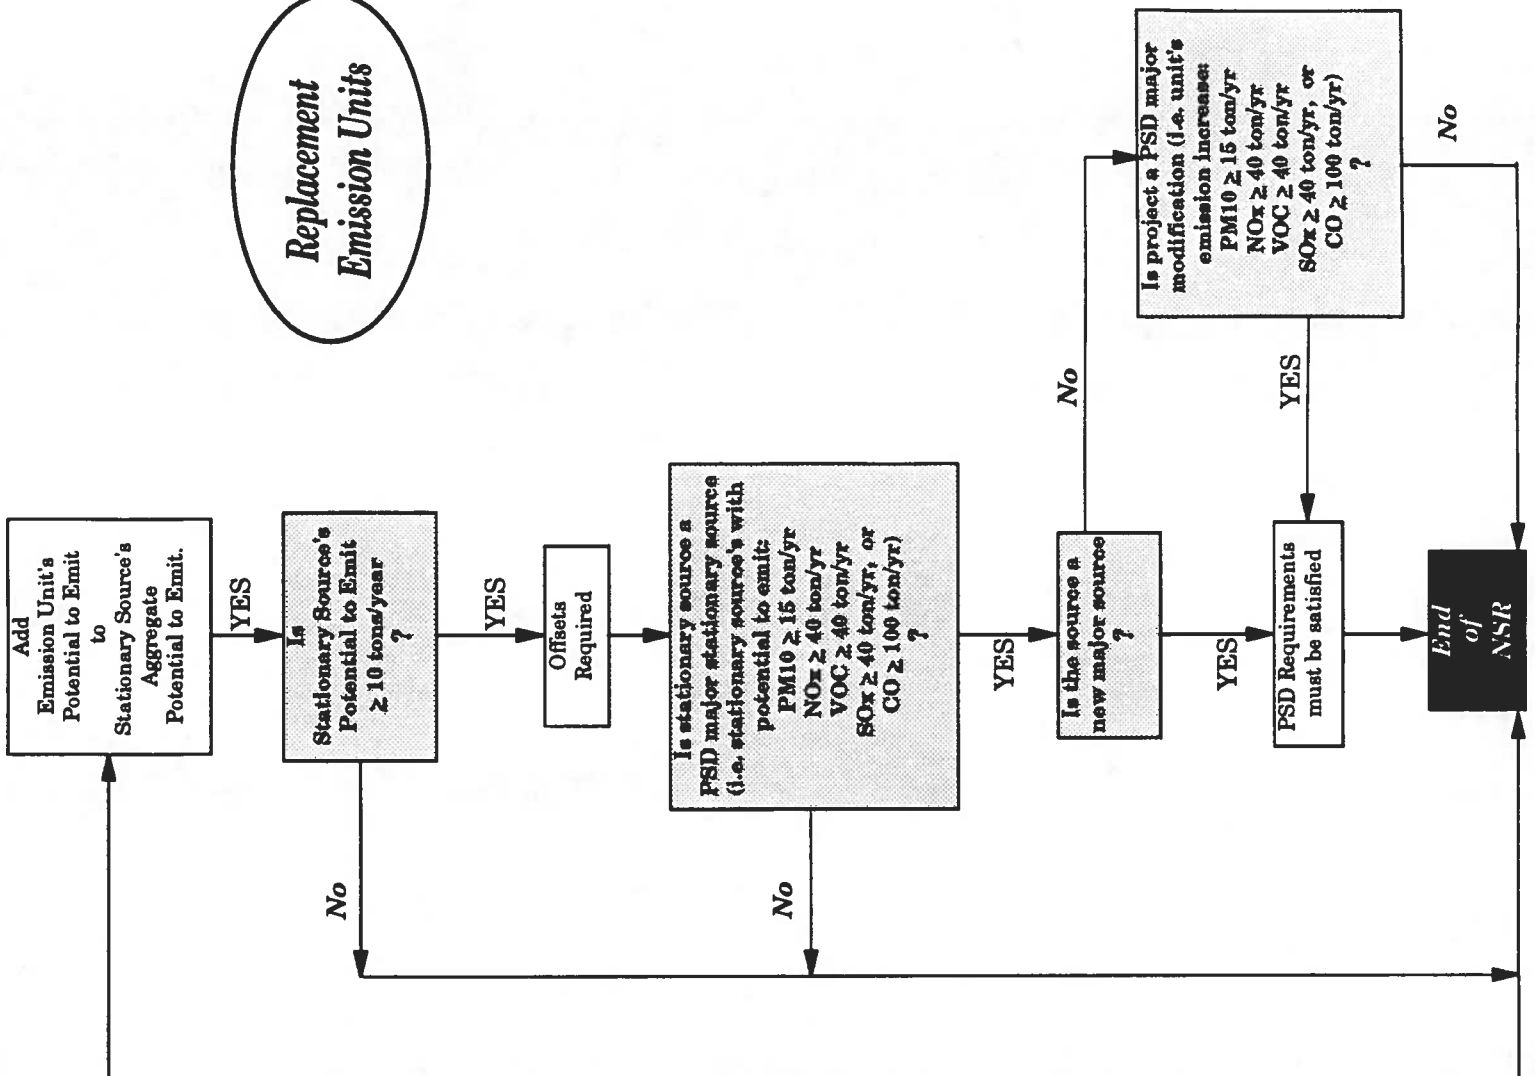 Replacement
Emission Units
Add
Emission Unit's
Potential to Emit
to
Stationary Source's
Aggregate
Potential to Emit.
YES
Is
Stationary Source's
Potential to Emit
≥ 10 tons/year
?
No
YES
Offsets
Required
Is stationary source a
PSD major stationary source
(i.e. stationary source's with
potential to emit:
PM10 ≥ 15 ton/yr
NOx ≥ 40 ton/yr
VOC ≥ 40 ton/yr
SOx ≥ 40 ton/yr, or
CO ≥ 100 ton/yr)
?
No
YES
Is the source a
new major source
?
No
YES
Is project a PSD major
modification (i.e. unit's
emission increase:
PM10 ≥ 15 ton/yr
NOx ≥ 40 ton/yr
VOC ≥ 40 ton/yr
SOx ≥ 40 ton/yr, or
CO ≥ 100 ton/yr)
?
YES
No
PSD Requirements
must be satisfied
End
of
NSR